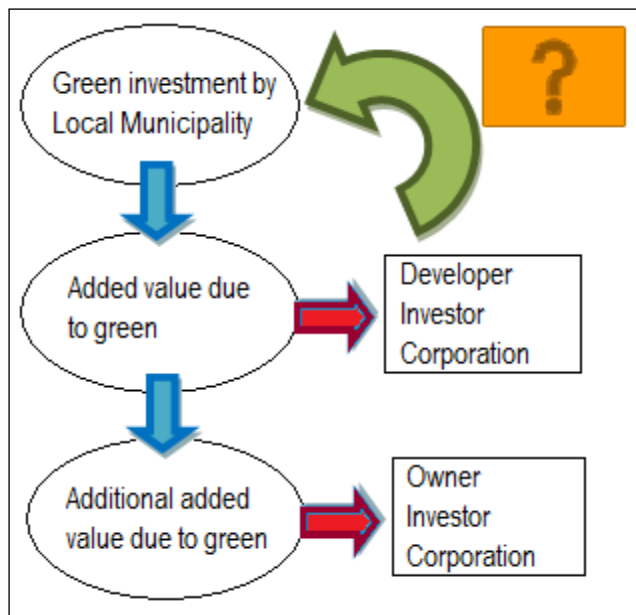 Green investment by
Local Municipality
?
Added value due
to green
Developer
Investor
Corporation
Additional added
value due to green
Owner
Investor
Corporation